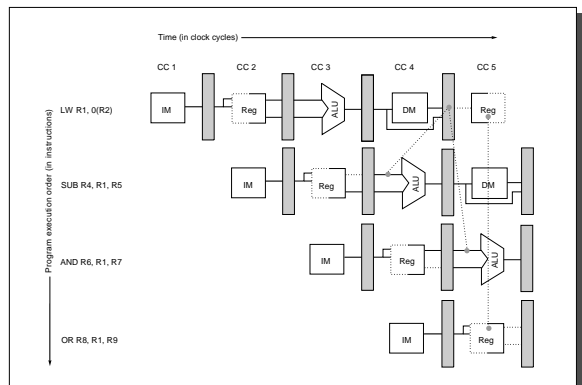 Time (in clock cycles)
CC 1 CC 2 CC 3 CC 4 CC 5
LW R1, 0(R2)
IM Reg ALU DM Reg
SUB R4, R1, R5
IM Reg ALU DM
AND R6, R1, R7
IM Reg ALU
OR R8, R1, R9
IM Reg
Program execution order (in instructions)